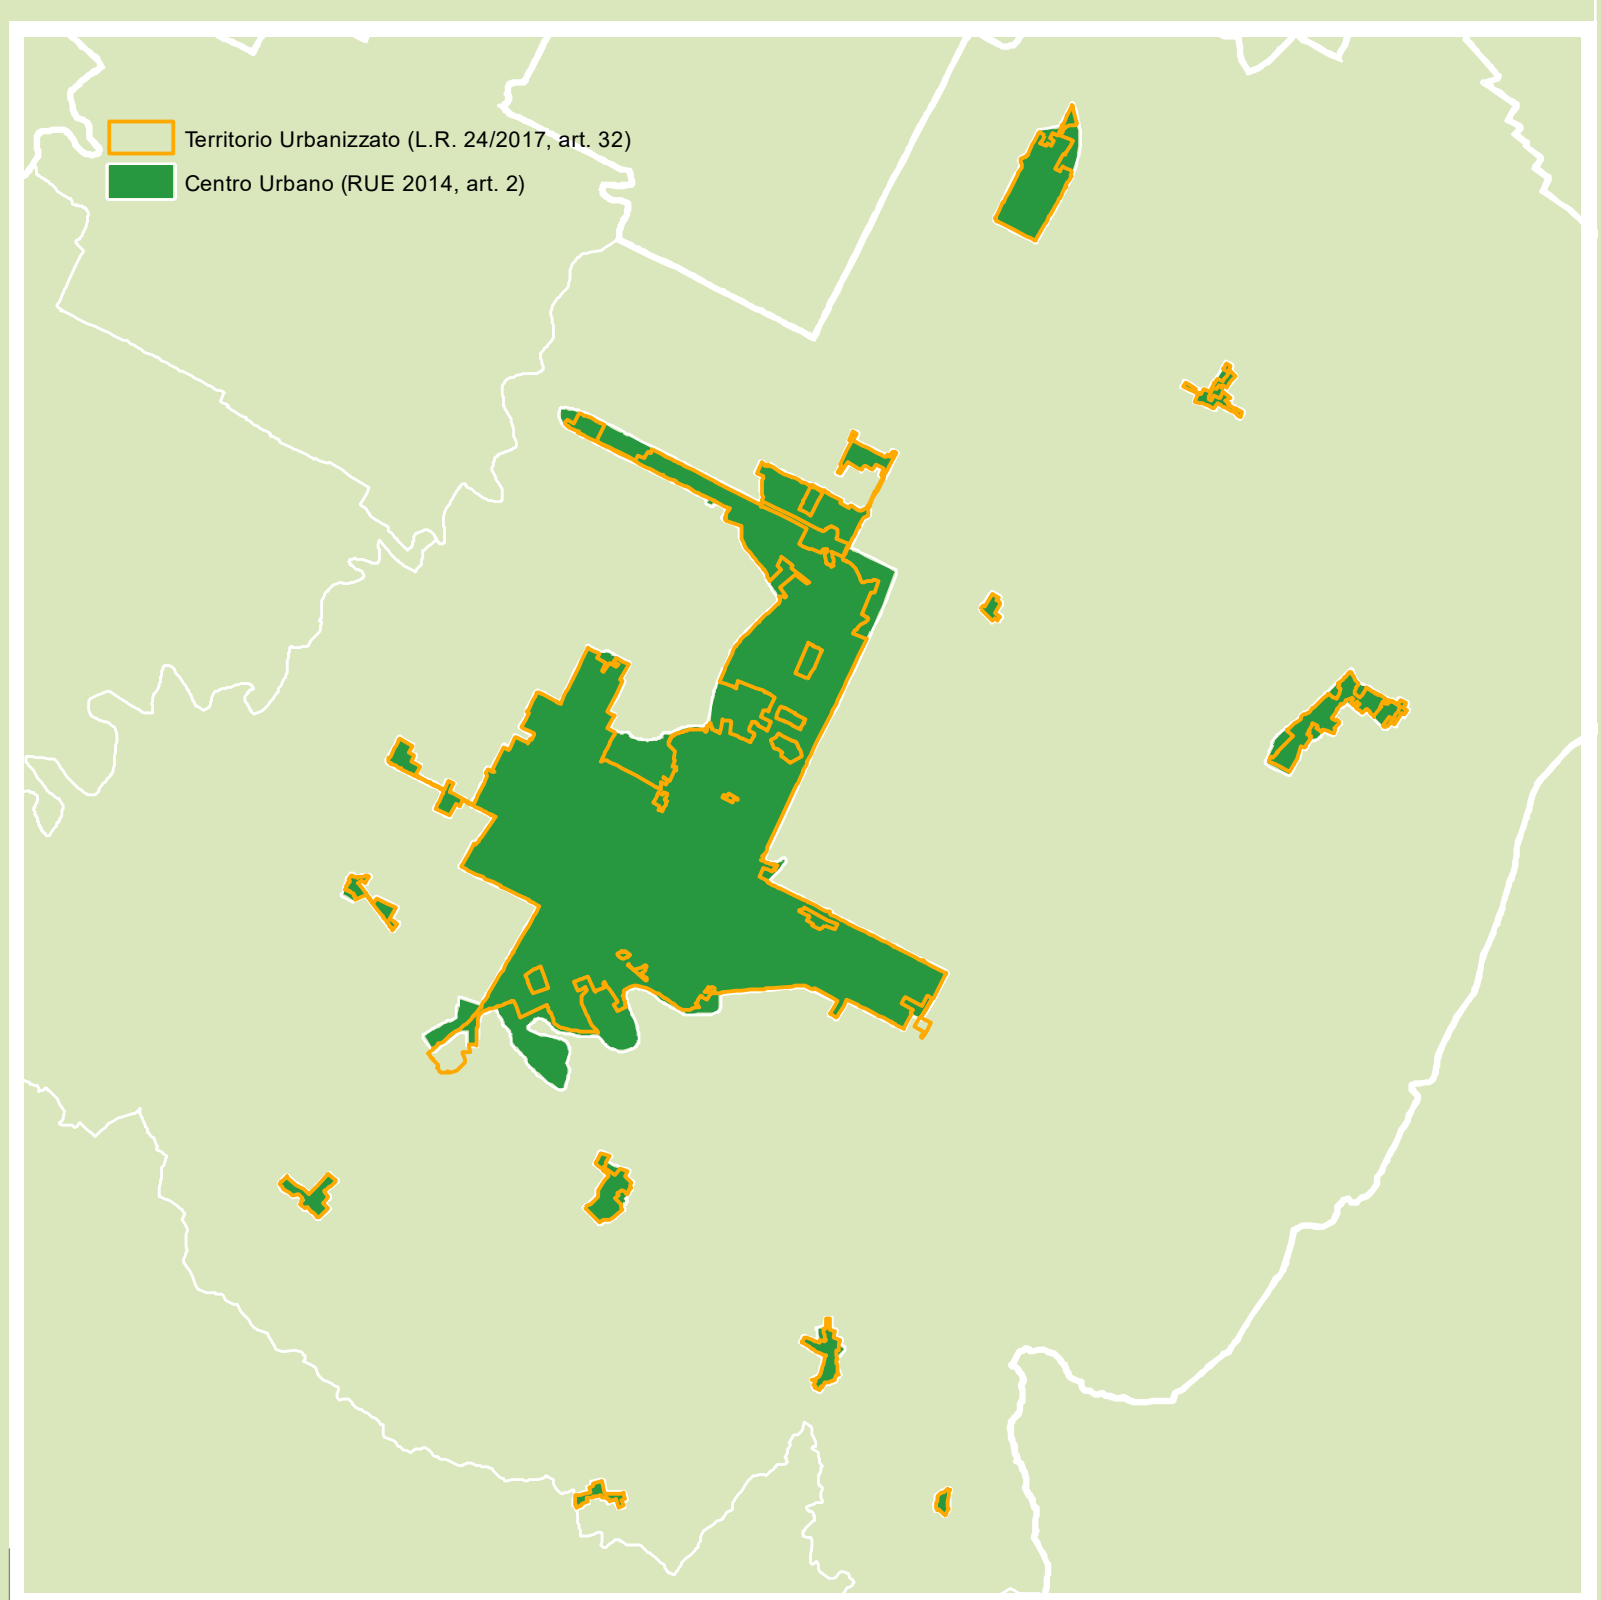 Territorio Urbanizzato (L.R. 24/2017, art. 32)
Centro Urbano (RUE 2014, art. 2)